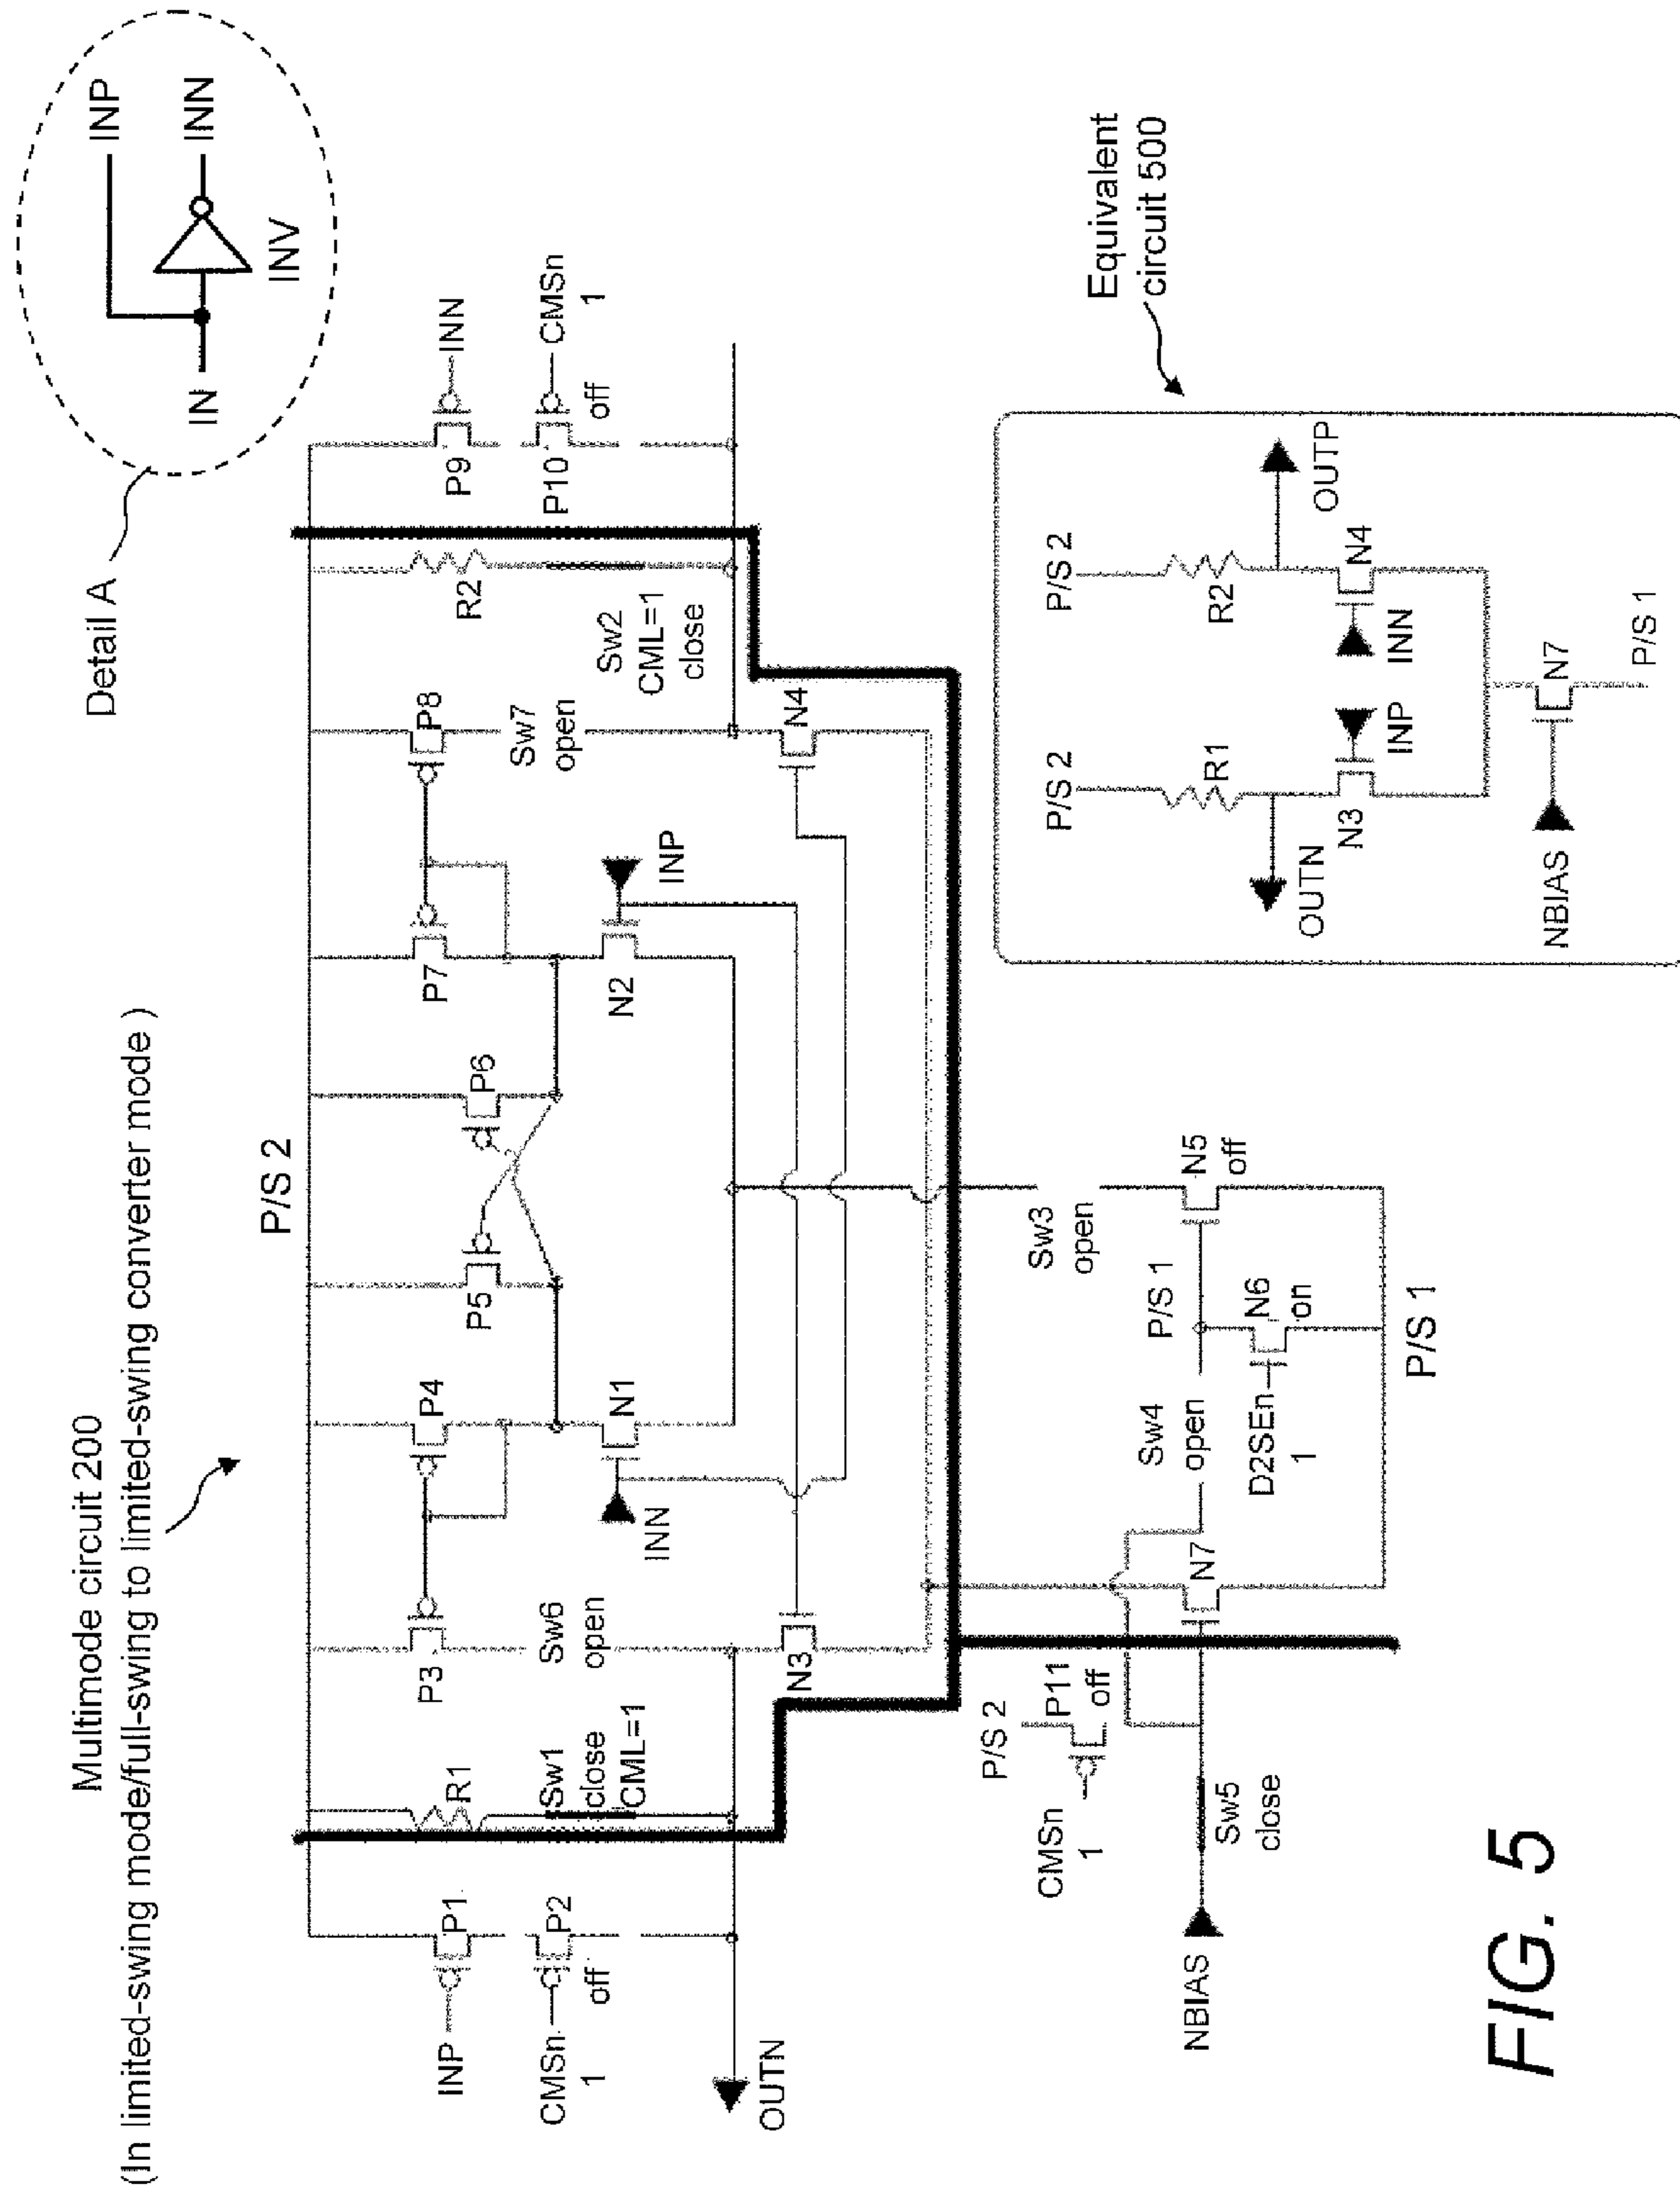 Multimode circuit 200
(In limited-swing mode/full-swing to limited-swing converter mode)
Detail A
IN
INV
INP
INN
P/S 2
INP
P1
CMSn
1
P2
off
R1
Sw1
close
CML=1
P3
Sw6
open
P4
P5
P6
P7
P8
Sw7
open
R2
Sw2
CML=1
close
P9
INN
P10
CMSn
1
off
INN
N1
N2
INP
N3
N4
OUTN
P/S 2
CMSn
1
P11
off
NBIAS
Sw5
close
N7
Sw4
open
P/S 1
D2SEn
1
N6
on
Sw3
open
N5
off
P/S 1
Equivalent
circuit 500
P/S 2
P/S 2
R1
R2
OUTN
OUTP
N3
INP
INN
N4
NBIAS
N7
P/S 1
FIG. 5